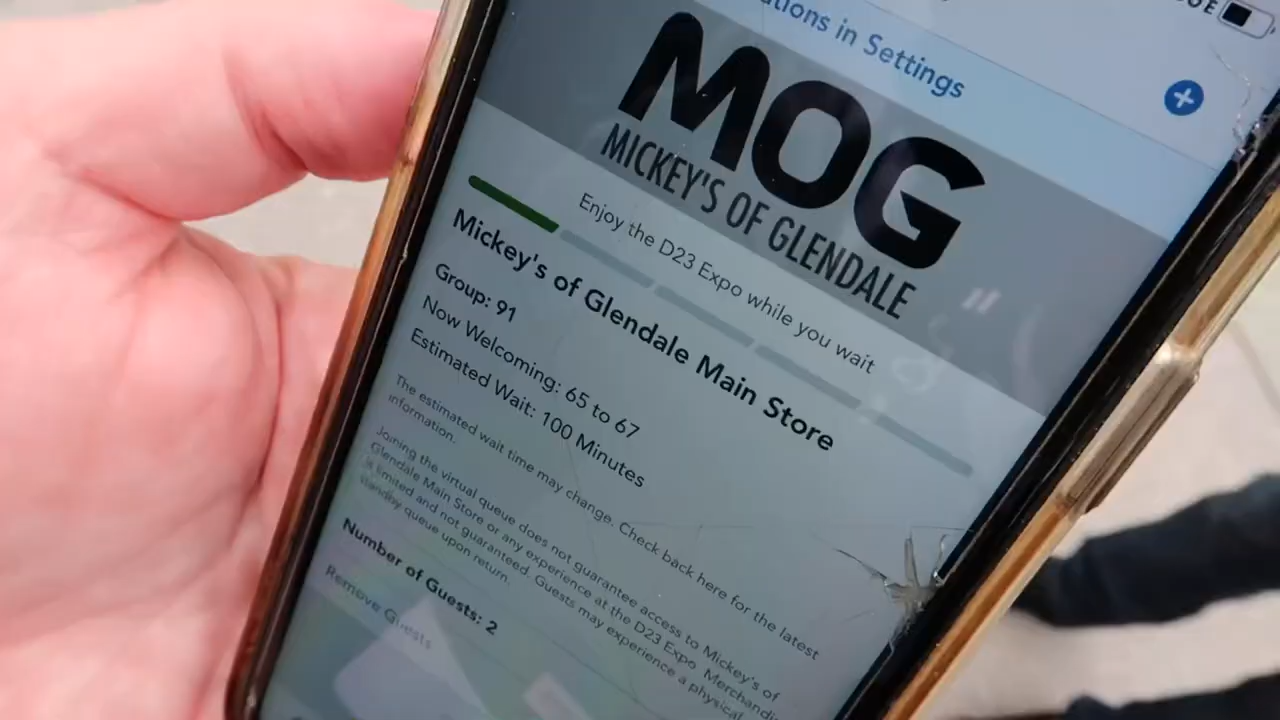 ations in Settings
MOG
MICKEY'S OF GLENDALE
Enjoy the D23 Expo while you wait
Mickey's of Glendale Main Store
Group: 91
Now Welcoming: 65 to 67
Estimated Wait: 100 Minutes
The estimated wait time may change. Check back here for the latest
information.
Joining the virtual queue does not guarantee access to Mickey's of
Glendale Main Store or any experience at the D23 Expo. Merchandi
is limited and not guaranteed. Guests may experience a physical
standby queue upon return.
Number of Guests: 2
Remove Guests